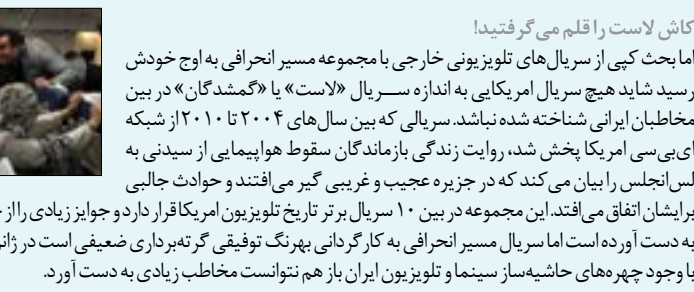 کاش لاست را قلم می‌گرفتید!
اما بحث کپی از سریال‌های تلویزیونی خارجی با مجموعه مسیر انحرافی به اوج خودش
رسید شاید هیچ سریال امریکایی به اندازه ســریال «لاست» یا «گمشدگان» در بین
مخاطبان ایرانی شناخته شده نباشد. سریالی که بین سال‌های ۲۰۰۴ تا ۲۰۱۰ از شبکه
ای‌بی‌سی امریکا پخش شد، روایت زندگی بازماندگان سقوط هواپیمایی از سیدنی به
لس‌انجلس را بیان می‌کند که در جزیره عجیب و غریبی گیر می‌افتند و حوادث جالبی
برایشان اتفاق می‌افتد. این مجموعه در بین ۱۰ سریال برتر تاریخ تلویزیون امریکا قرار دارد و جوایز زیادی را از
به دست آورده است اما سریال مسیر انحرافی به کارگردانی بهرنگ توفیقی گرته‌برداری ضعیفی است در
با وجود چهره‌های حاشیه‌ساز سینما و تلویزیون ایران باز هم نتوانست مخاطب زیادی به دست آورد.